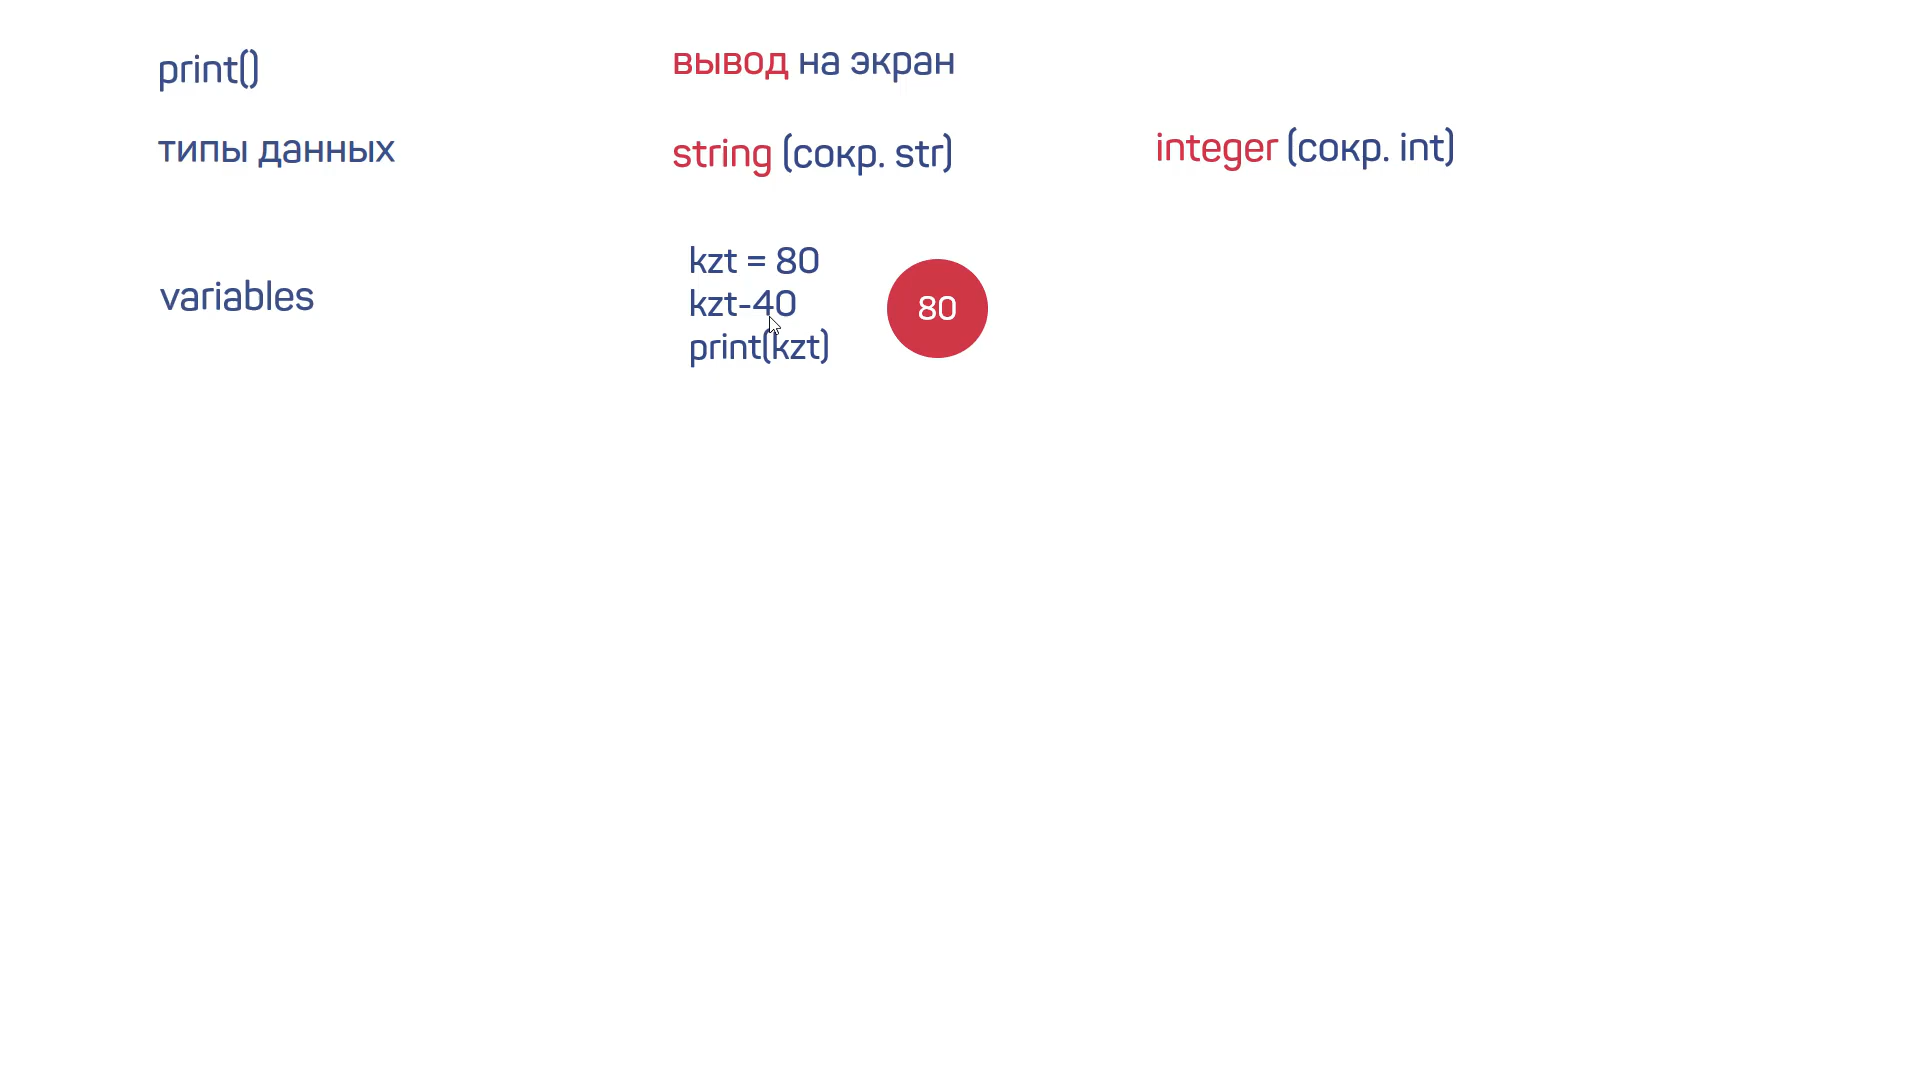 print()
вывод на экран
типы данных
string (сокр. str)
integer (сокр. int)
variables
kzt = 80
kzt-40
print(kzt)
80